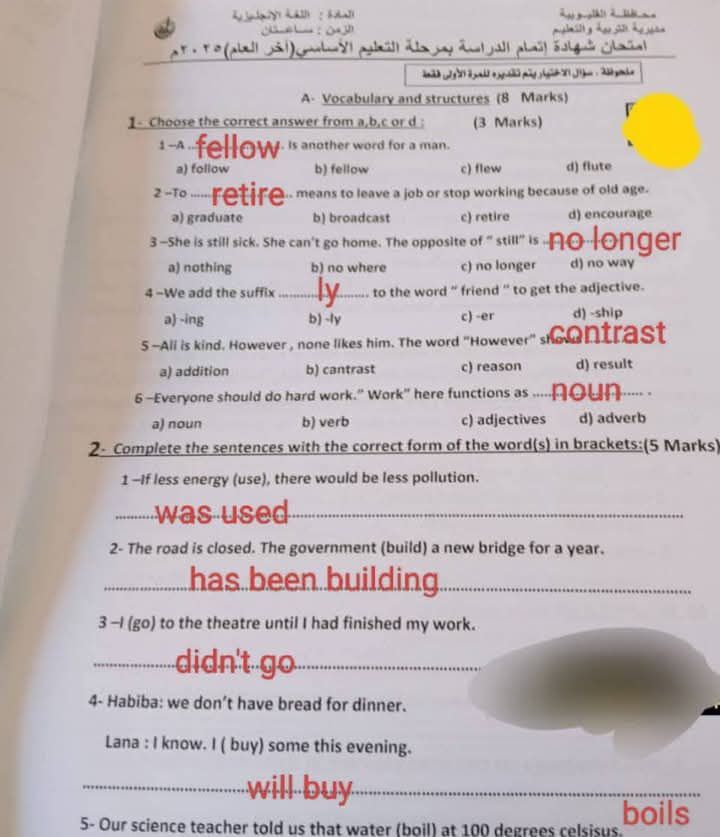 محافظة القليوبية
المادة : اللغة الإنجليزية
مديرية التربية والتعليم
الزمن : ساعتان
امتحان شهادة إتمام الدراسة بمرحلة التعليم الأساسي(آخر العام) ٢٠٢٥م
ملحوظة . سؤال الاختيار يتم تقديره للمرة الأولى فقط
A- Vocabulary and structures (8 Marks)
1- Choose the correct answer from a,b,c or d : (3 Marks)
1 –A ..fellow. Is another word for a man.
a) follow b) fellow c) flew d) flute
2 –To ......retire.. means to leave a job or stop working because of old age.
a) graduate b) broadcast c) retire d) encourage
3 –She is still sick. She can't go home. The opposite of " still" is ..no longer
a) nothing b) no where c) no longer d) no way
4 –We add the suffix ...........ly........ to the word " friend " to get the adjective.
a) -ing b) -ly c) -er d) -ship
5 –Ali is kind. However , none likes him. The word "However" contrast
a) addition b) cantrast c) reason d) result
6 –Everyone should do hard work." Work" here functions as .....noun...... .
a) noun b) verb c) adjectives d) adverb
2- Complete the sentences with the correct form of the word(s) in brackets:(5 Marks)
1 –If less energy (use), there would be less pollution.
was used
2- The road is closed. The government (build) a new bridge for a year.
has been building
3 –I (go) to the theatre until I had finished my work.
didn't go
4- Habiba: we don't have bread for dinner.
Lana : I know. I ( buy) some this evening.
will buy
boils
5- Our science teacher told us that water (boil) at 100 degrees celsisus.